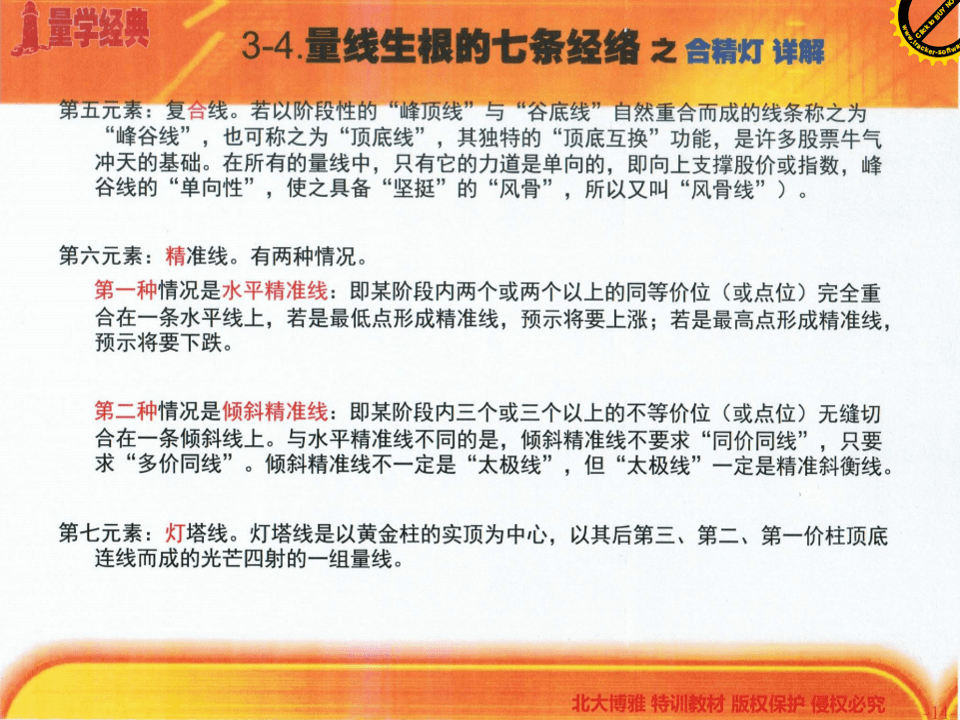 量学经典
3-4.量线生根的七条经络 之 合精灯 详解
Click to BUY NOW
www.tracker-software
第五元素：复合线。若以阶段性的“峰顶线”与“谷底线”自然重合而成的线条称之为
“峰谷线”，也可称之为“顶底线”，其独特的“顶底互换”功能，是许多股票牛气
冲天的基础。在所有的量线中，只有它的力道是单向的，即向上支撑股价或指数，峰
谷线的“单向性”，使之具备“坚挺”的“风骨”，所以又叫“风骨线”）。
第六元素：精准线。有两种情况。
第一种情况是水平精准线：即某阶段内两个或两个以上的同等价位（或点位）完全重
合在一条水平线上，若是最低点形成精准线，预示将要上涨；若是最高点形成精准线，
预示将要下跌。
第二种情况是倾斜精准线：即某阶段内三个或三个以上的不等价位（或点位）无缝切
合在一条倾斜线上。与水平精准线不同的是，倾斜精准线不要求“同价同线”，只要
求“多价同线”。倾斜精准线不一定是“太极线”，但“太极线”一定是精准斜衡线。
第七元素：灯塔线。灯塔线是以黄金柱的实顶为中心，以其后第三、第二、第一价柱顶底
连线而成的光芒四射的一组量线。
北大博雅 特训教材 版权保护 侵权必究
-14-